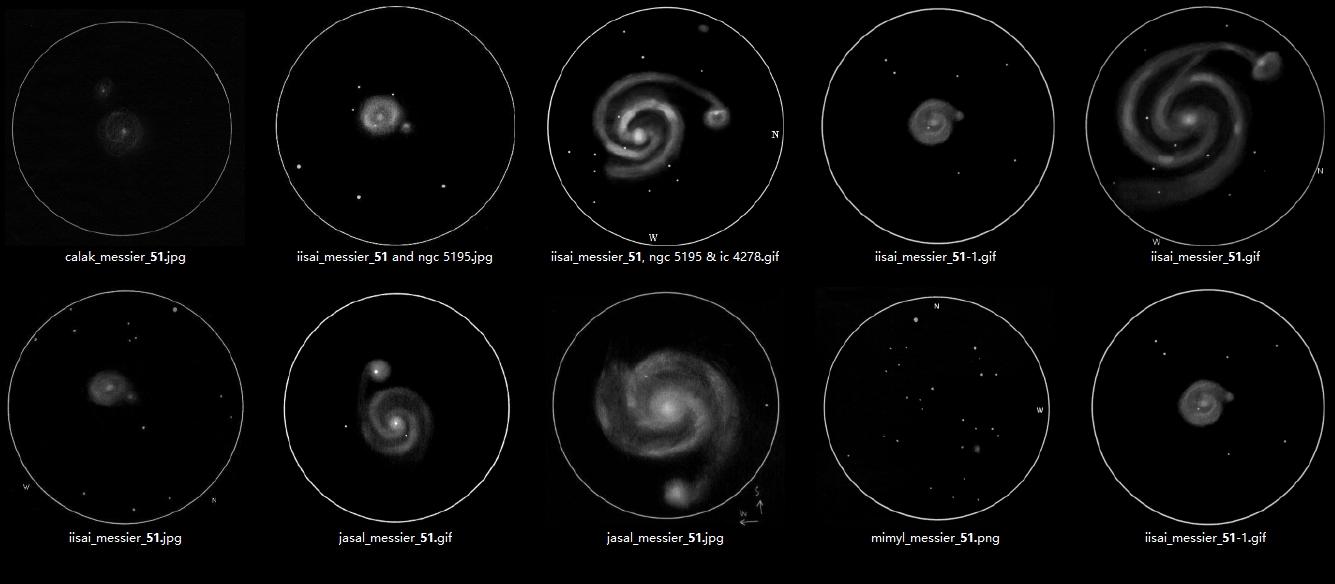 N
W
N
W
calak_messier_51.jpg
iisai_messier_51 and ngc 5195.jpg
iisai_messier_51, ngc 5195 & ic 4278.gif
iisai_messier_51-1.gif
iisai_messier_51.gif
N
W
W
N
S
W
iisai_messier_51.jpg
jasal_messier_51.gif
jasal_messier_51.jpg
mimyl_messier_51.png
iisai_messier_51-1.gif